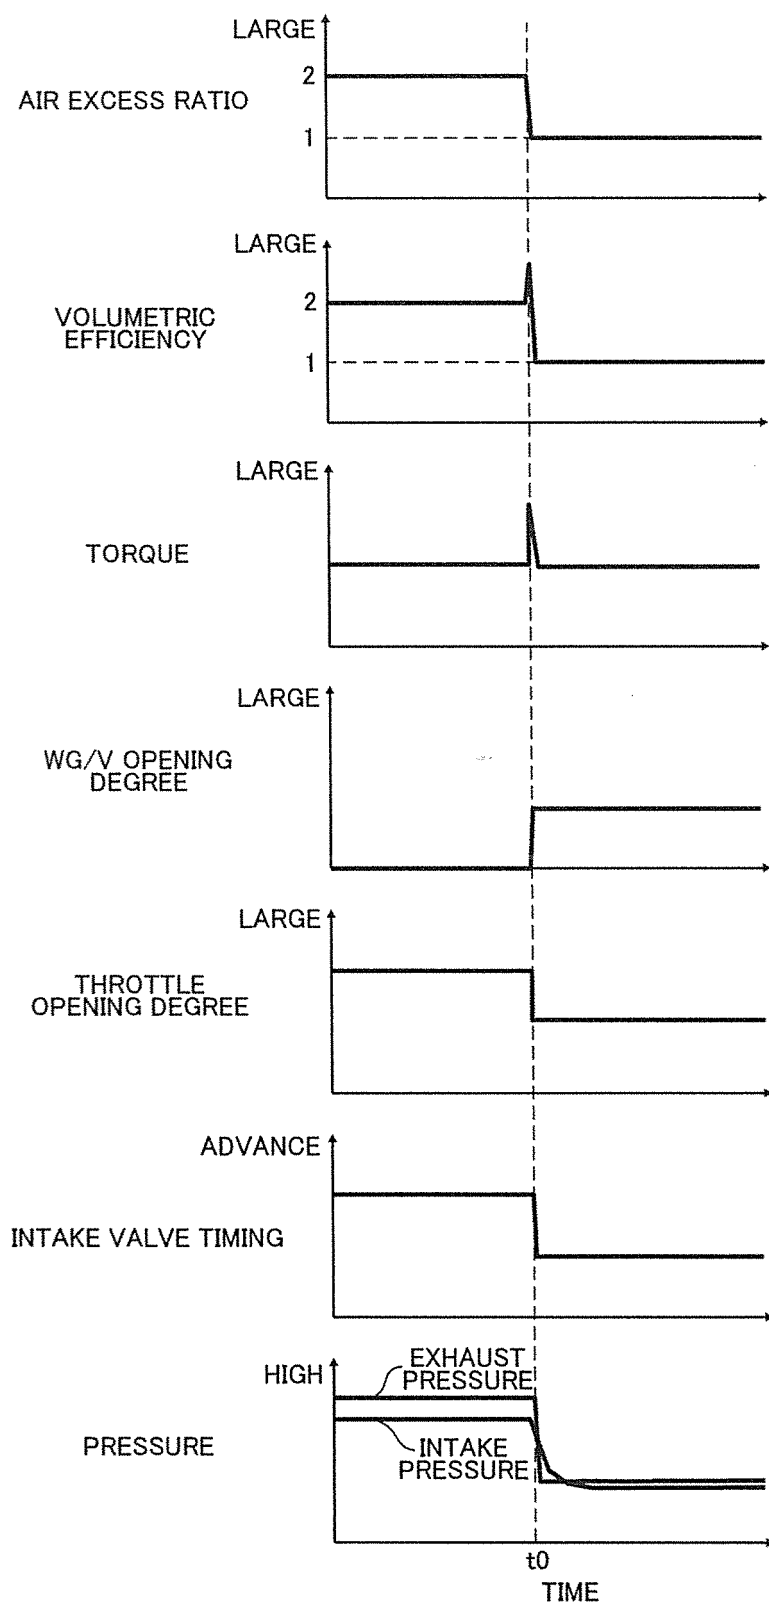 LARGE
2
AIR EXCESS RATIO
1
LARGE
2
VOLUMETRIC
EFFICIENCY
1
LARGE
TORQUE
LARGE
WG/V OPENING
DEGREE
LARGE
THROTTLE
OPENING DEGREE
ADVANCE
INTAKE VALVE TIMING
HIGH
EXHAUST
PRESSURE
PRESSURE
INTAKE
PRESSURE
t0
TIME